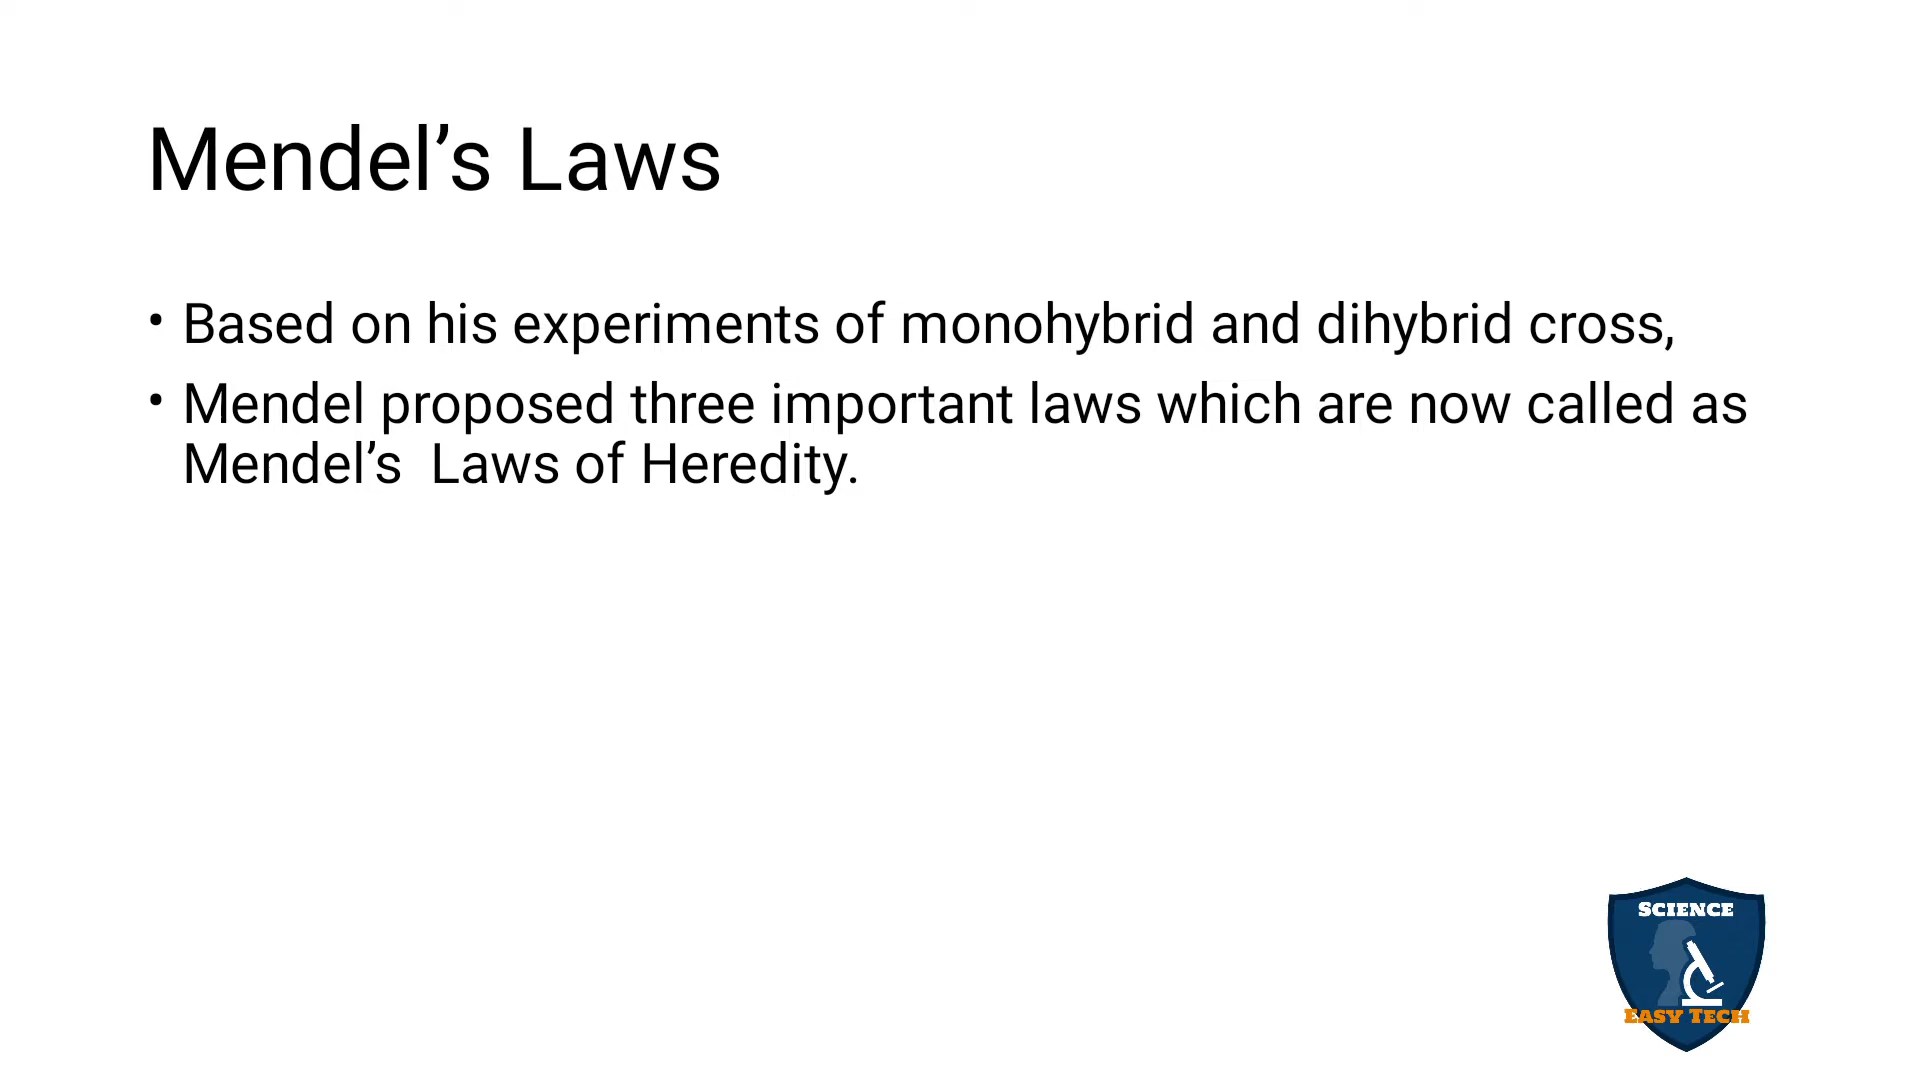 Mendel’s Laws
• Based on his experiments of monohybrid and dihybrid cross,
• Mendel proposed three important laws which are now called as
Mendel’s  Laws of Heredity.
SCIENCE
EASY TECH